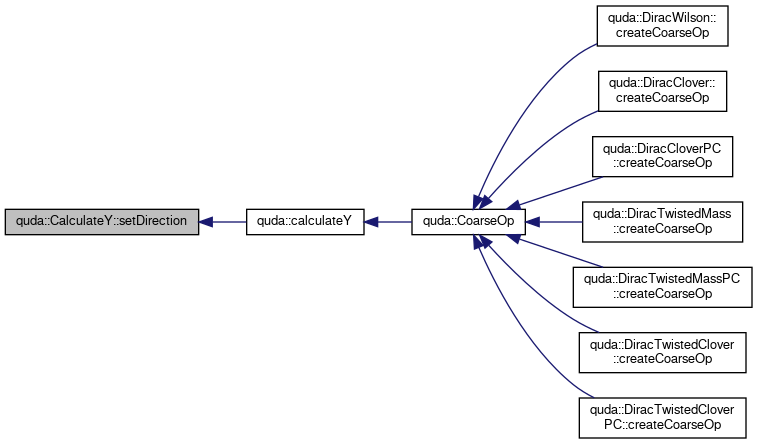 quda::DiracWilson::
createCoarseOp
quda::DiracClover::
createCoarseOp
quda::DiracCloverPC
::createCoarseOp
quda::CalculateY::setDirection
quda::calculateY
quda::CoarseOp
quda::DiracTwistedMass
::createCoarseOp
quda::DiracTwistedMassPC
::createCoarseOp
quda::DiracTwistedClover
::createCoarseOp
quda::DiracTwistedClover
PC::createCoarseOp